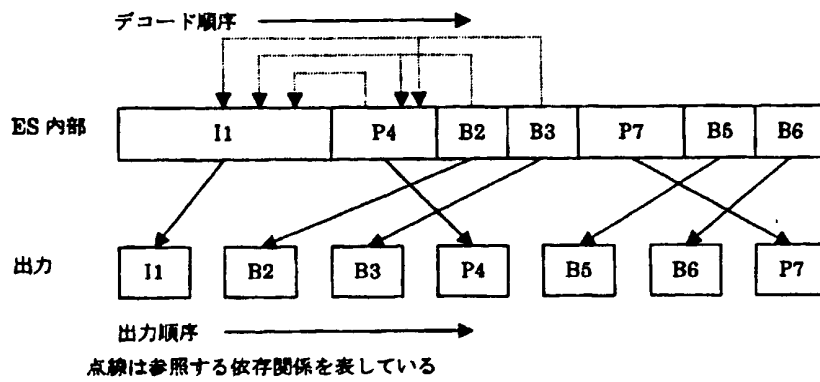 デコード順序
ES 内部
I1 P4 B2 B3 P7 B5 B6
出力
I1 B2 B3 P4 B5 B6 P7
出力順序
点線は参照する依存関係を表している